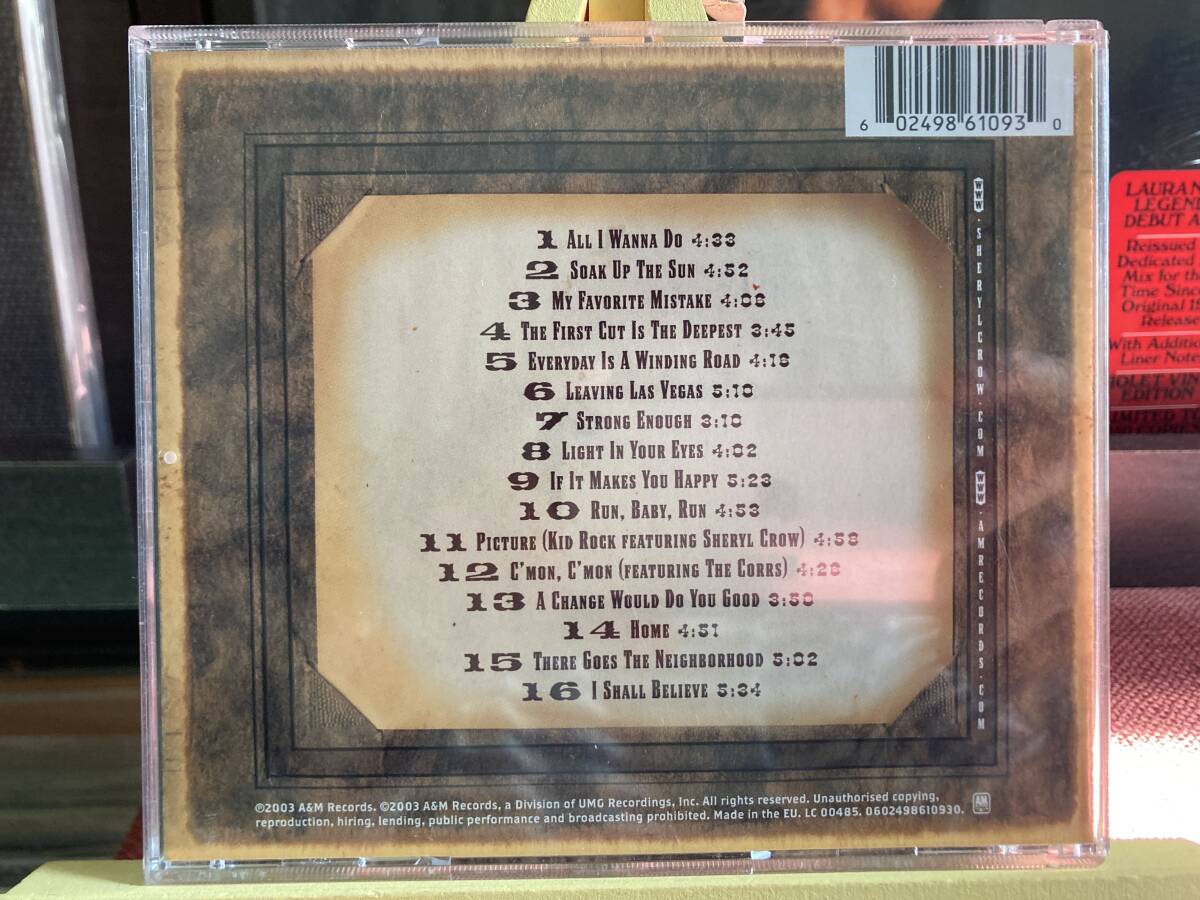 6 02498 61093 0
1 ALL I WANNA DO 4:33
2 SOAK UP THE SUN 4:52
3 MY FAVORITE MISTAKE 4:08
4 THE FIRST CUT IS THE DEEPEST 3:45
5 EVERYDAY IS A WINDING ROAD 4:18
6 LEAVING LAS VEGAS 5:10
7 STRONG ENOUGH 3:10
8 LIGHT IN YOUR EYES 4:02
9 IF IT MAKES YOU HAPPY 5:23
10 RUN, BABY, RUN 4:53
11 PICTURE (KID ROCK FEATURING SHERYL CROW) 4:58
12 C'MON, C'MON (FEATURING THE CORRS) 4:28
13 A CHANGE WOULD DO YOU GOOD 3:50
14 HOME 4:51
15 THERE GOES THE NEIGHBORHOOD 5:02
16 I SHALL BELIEVE 5:34
WWW.SHERYLCROW.COM WWW.AMRECORDS.COM
℗2003 A&M Records. ©2003 A&M Records, a Division of UMG Recordings, Inc. All rights reserved. Unauthorised copying,
reproduction, hiring, lending, public performance and broadcasting prohibited. Made in the EU. LC 00485. 0602498610930.
AM
LEGEND
DEBUT A
Reissued
Dedicated
Mix for the
Time Since
Original
Release
With Additio
Liner Note
EDITION